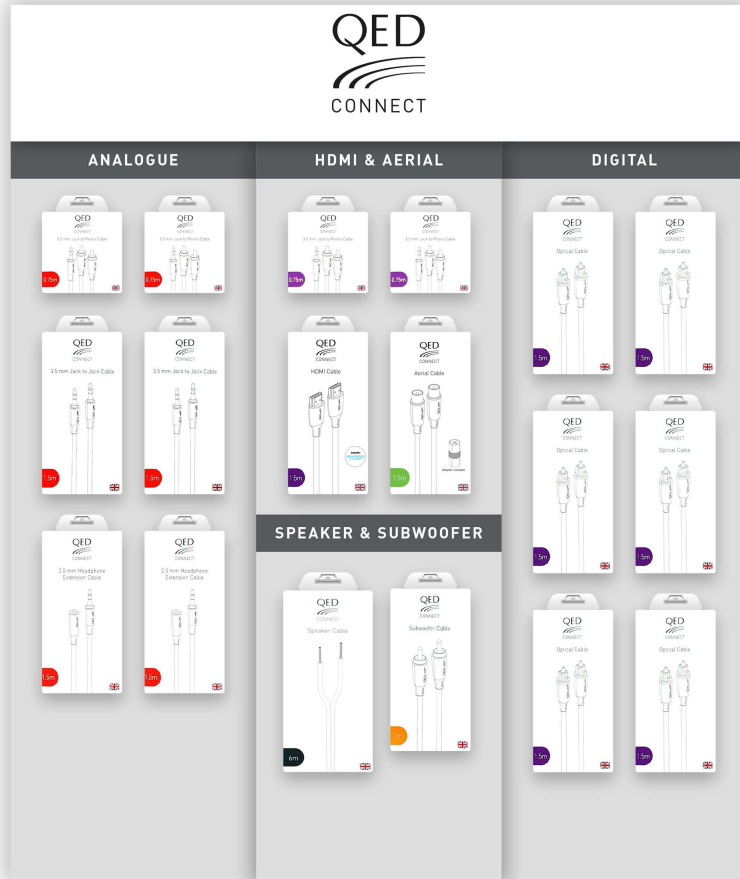 QED
CONNECT
ANALOGUE
QED
CONNECT
3.5 mm Jack to Phono Cable
0.75m
QED
CONNECT
3.5 mm Jack to Phono Cable
0.75m
QED
CONNECT
3.5 mm Jack to Jack Cable
1.5m
QED
CONNECT
3.5 mm Jack to Jack Cable
1.5m
QED
CONNECT
3.5 mm Headphone
Extension Cable
1.5m
QED
CONNECT
3.5 mm Headphone
Extension Cable
1.5m
HDMI & AERIAL
QED
CONNECT
3.5 mm Jack to Phono Cable
0.75m
QED
CONNECT
3.5 mm Jack to Phono Cable
0.75m
QED
CONNECT
HDMI Cable
1.5m
QED
CONNECT
Aerial Cable
1.5m
SPEAKER & SUBWOOFER
QED
CONNECT
Speaker Cable
6m
QED
CONNECT
Subwoofer Cable
DIGITAL
QED
CONNECT
Optical Cable
1.5m
QED
CONNECT
Optical Cable
1.5m
QED
CONNECT
Optical Cable
1.5m
QED
CONNECT
Optical Cable
1.5m
QED
CONNECT
Optical Cable
1.5m
QED
CONNECT
Optical Cable
1.5m